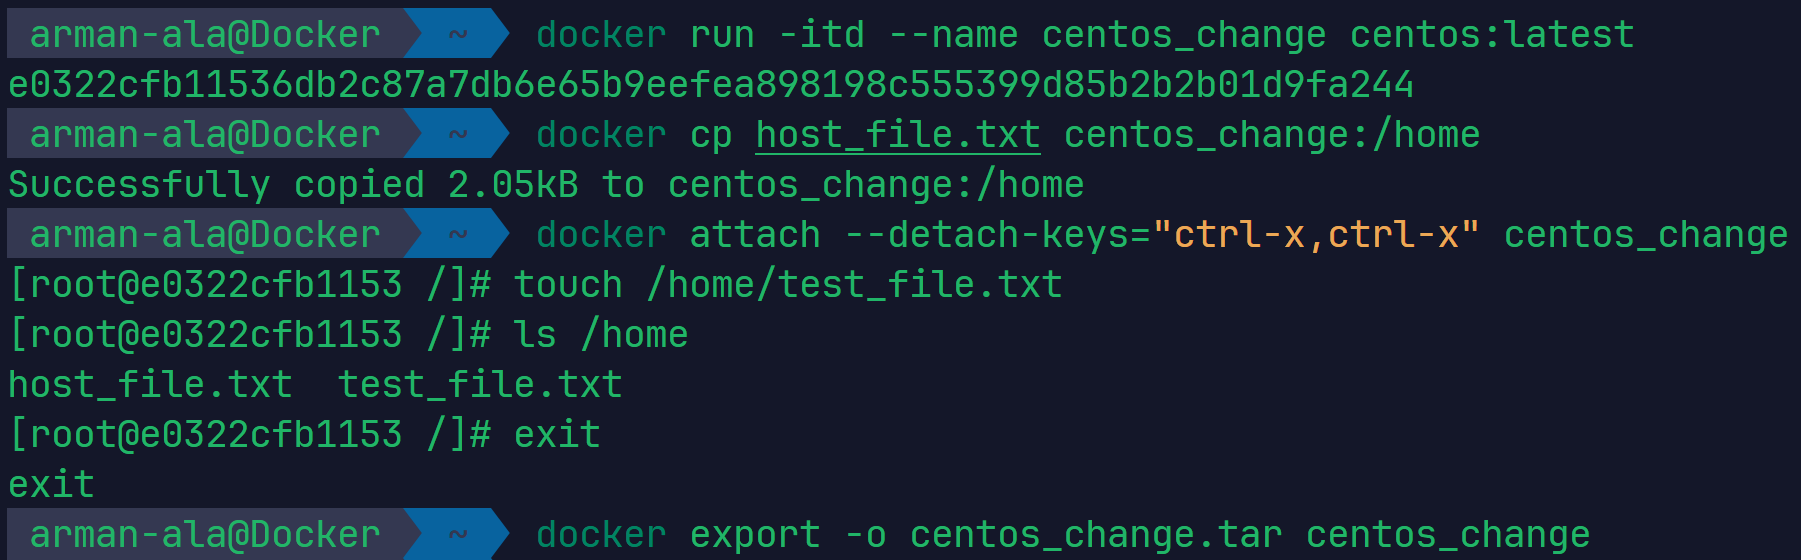 arman-ala@Docker ~ docker run -itd --name centos_change centos:latest
e0322cfb11536db2c87a7db6e65b9eefea898198c555399d85b2b2b01d9fa244
arman-ala@Docker ~ docker cp host_file.txt centos_change:/home
Successfully copied 2.05kB to centos_change:/home
arman-ala@Docker ~ docker attach --detach-keys="ctrl-x,ctrl-x" centos_change
[root@e0322cfb1153 /]# touch /home/test_file.txt
[root@e0322cfb1153 /]# ls /home
host_file.txt  test_file.txt
[root@e0322cfb1153 /]# exit
exit
arman-ala@Docker ~ docker export -o centos_change.tar centos_change